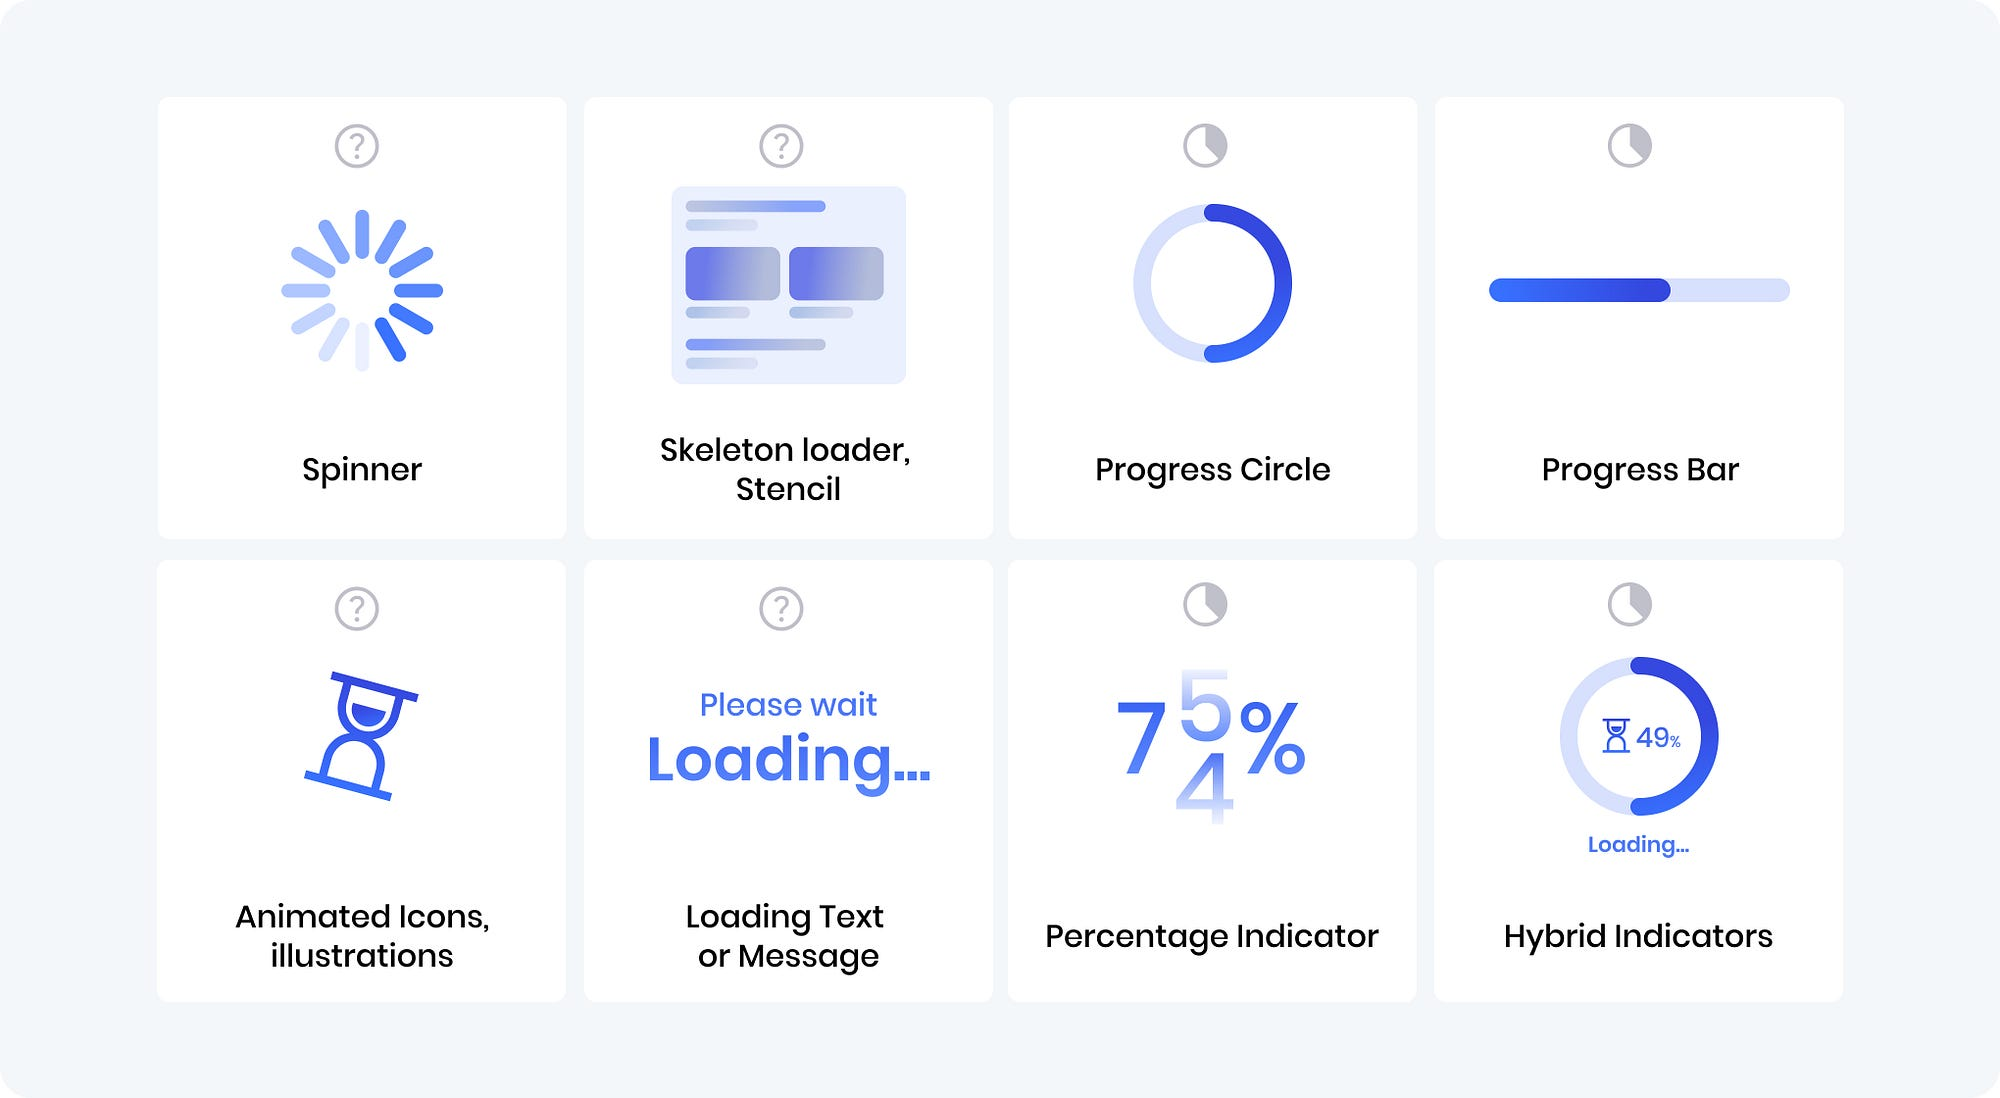 ?
?
Spinner
Skeleton loader,
Stencil
Progress Circle
Progress Bar
?
Animated Icons,
illustrations
?
Please wait
Loading...
Loading Text
or Message
7
5
4
%
Percentage Indicator
49%
Loading...
Hybrid Indicators